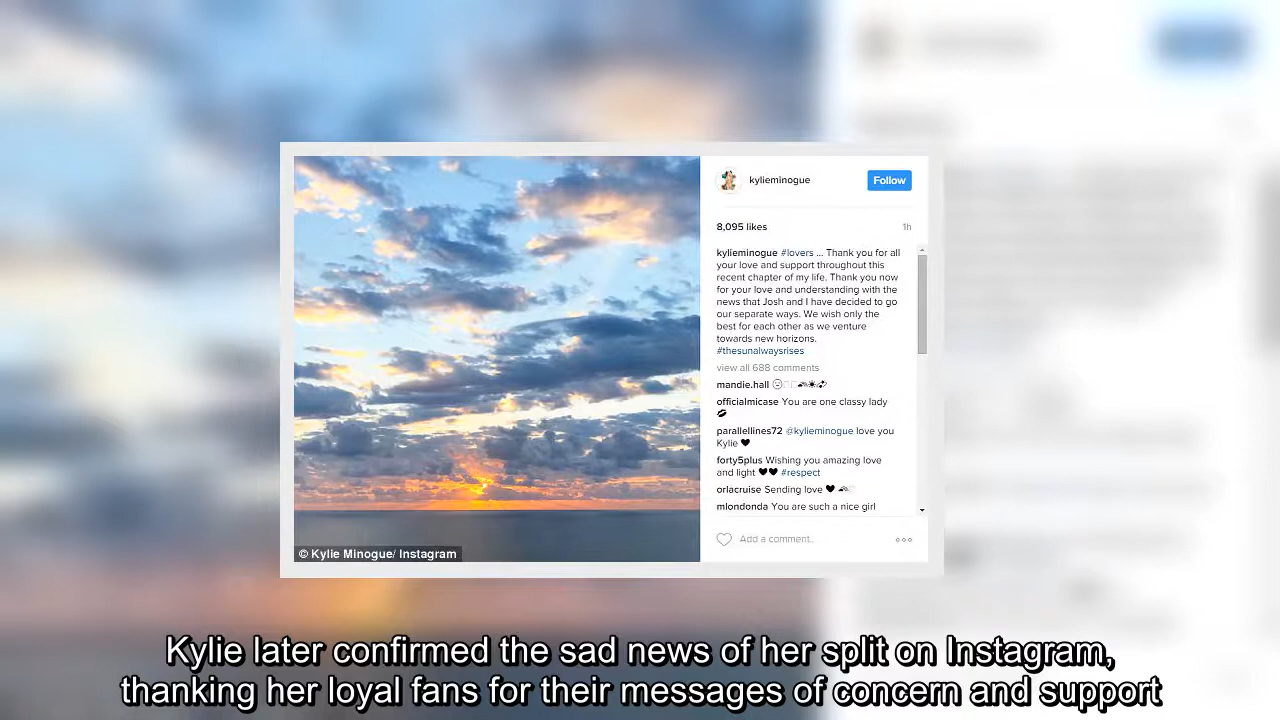 kylieminogue
Follow
8,095 likes
1h
kylieminogue #lovers ... Thank you for all
your love and support throughout this
recent chapter of my life. Thank you now
for your love and understanding with the
news that Josh and I have decided to go
our separate ways. We wish only the
best for each other as we venture
towards new horizons.
#thesunalwaysrises
view all 688 comments
mandie.hall
officialmicase You are one classy lady
💋
parallellines72 @kylieminogue love you
Kylie ♥
forty5plus Wishing you amazing love
and light ♥♥ #respect
orlacruise Sending love ♥
mlondonda You are such a nice girl
Add a comment..
© Kylie Minogue/ Instagram
Kylie later confirmed the sad news of her split on Instagram,
thanking her loyal fans for their messages of concern and support